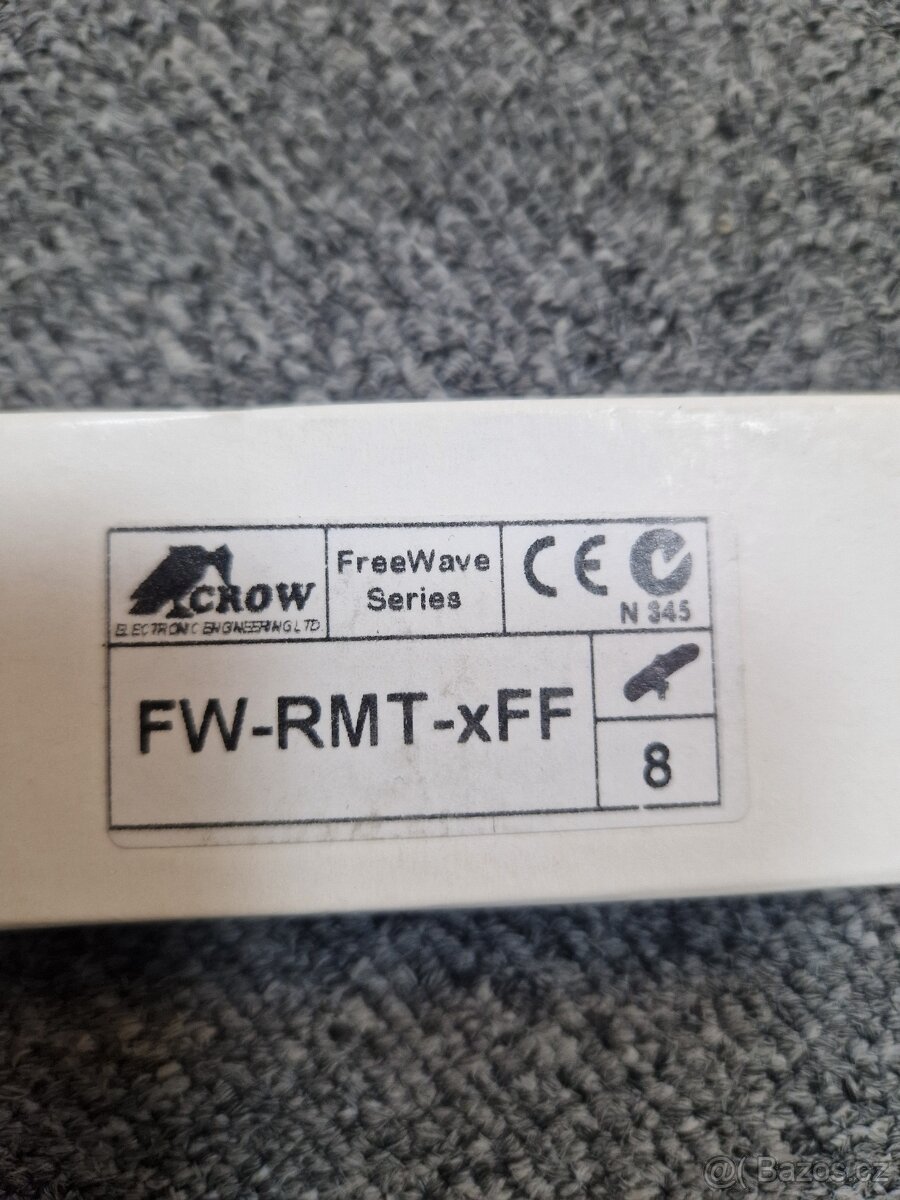 CROW
ELECTRONIC ENGINEERING LTD
FreeWave
Series
CE
N 345
FW-RMT-xFF
8
@( Bazos.cz